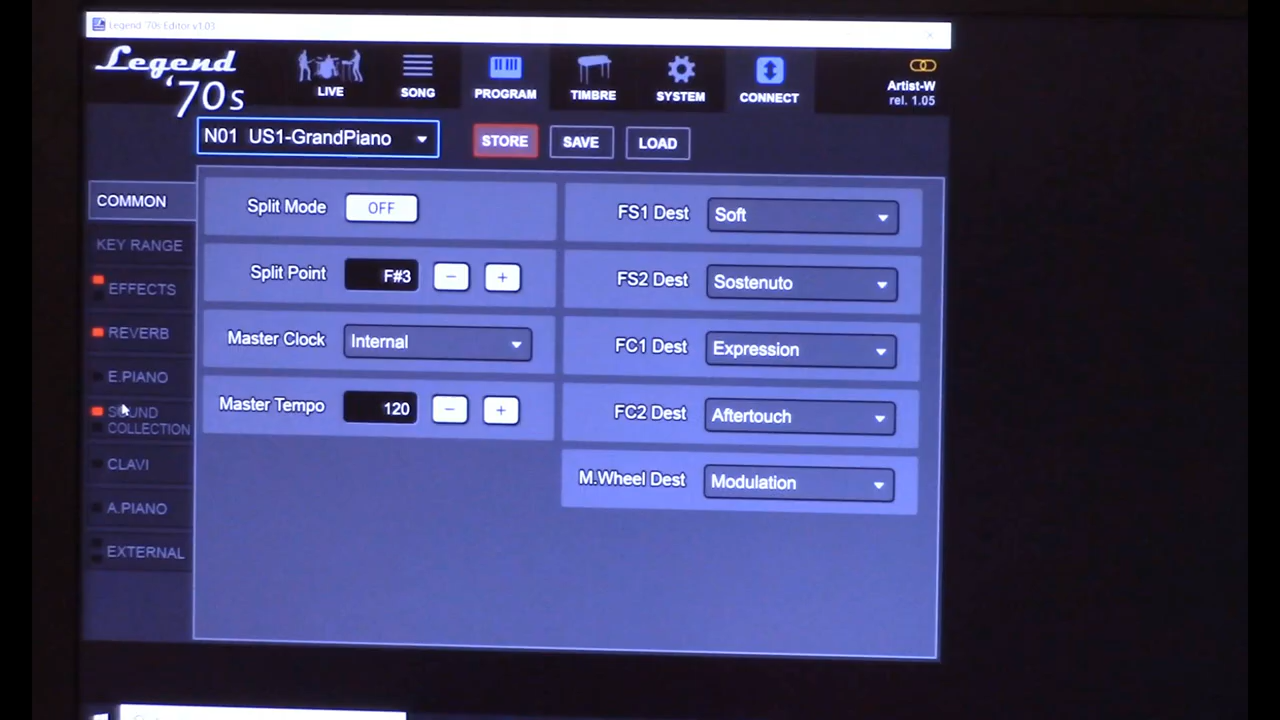 Legend '70s Editor v1.03
Legend '70s
LIVE
SONG
PROGRAM
TIMBRE
SYSTEM
CONNECT
Artist-W
rel. 1.05
N01 US1-GrandPiano
STORE
SAVE
LOAD
COMMON
KEY RANGE
EFFECTS
REVERB
E.PIANO
SOUND
COLLECTION
CLAVI
A.PIANO
EXTERNAL
Split Mode OFF
Split Point F#3 − +
Master Clock Internal
Master Tempo 120 − +
FS1 Dest Soft
FS2 Dest Sostenuto
FC1 Dest Expression
FC2 Dest Aftertouch
M.Wheel Dest Modulation